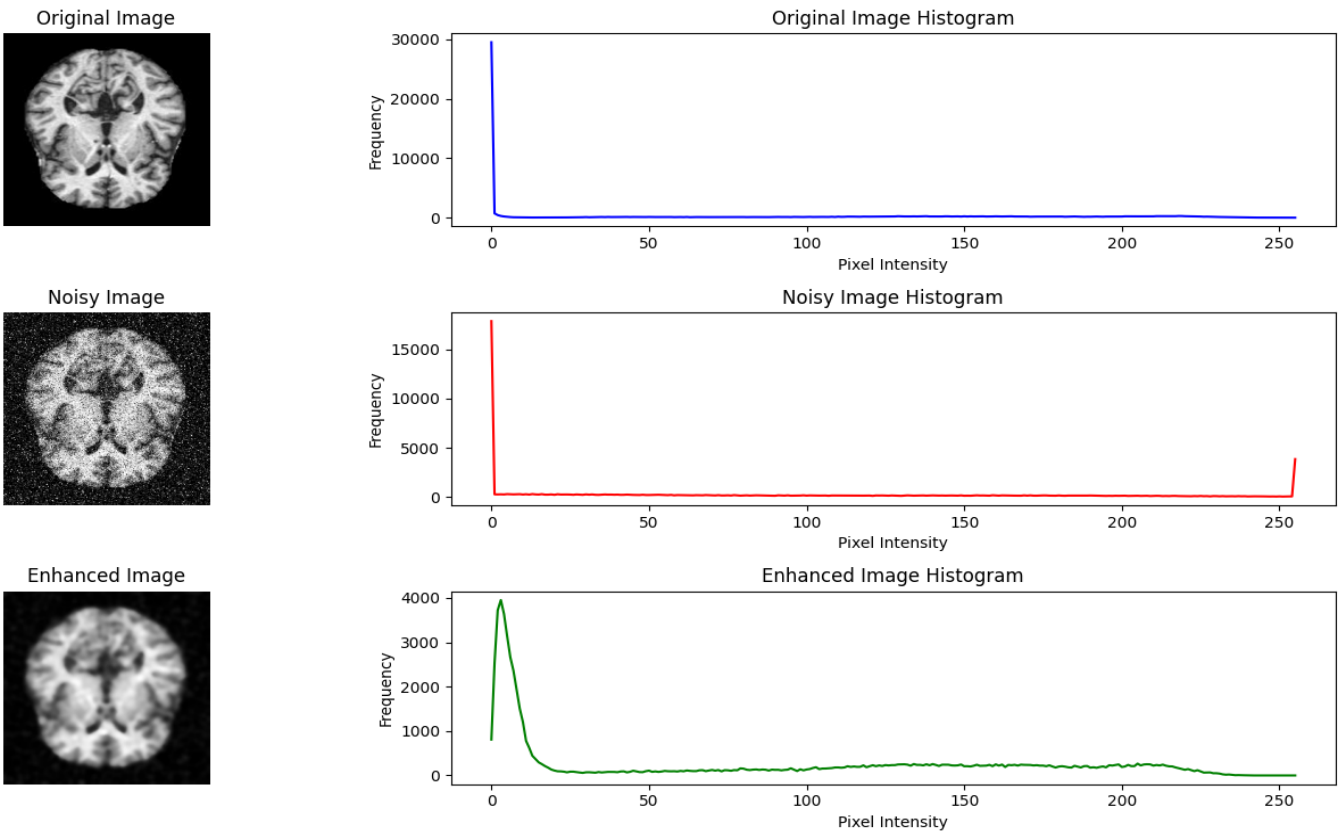 Original Image
Original Image Histogram
30000
20000
10000
0
Frequency
0 50 100 150 200 250
Pixel Intensity
Noisy Image
Noisy Image Histogram
15000
10000
5000
0
Frequency
0 50 100 150 200 250
Pixel Intensity
Enhanced Image
Enhanced Image Histogram
4000
3000
2000
1000
0
Frequency
0 50 100 150 200 250
Pixel Intensity